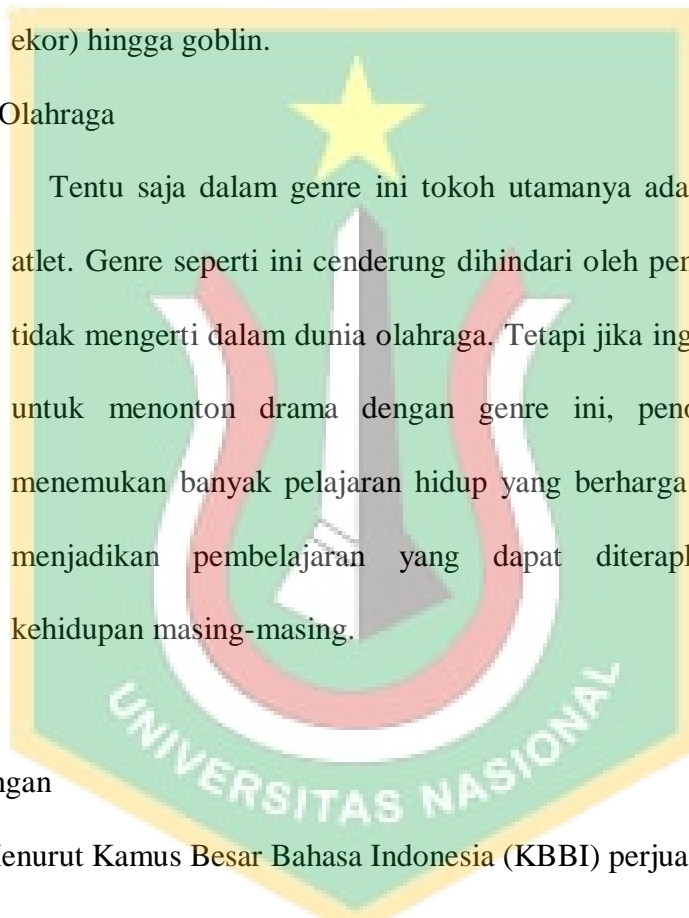 ekor) hingga goblin.
Olahraga
Tentu saja dalam genre ini tokoh utamanya ada
atlet. Genre seperti ini cenderung dihindari oleh pen
tidak mengerti dalam dunia olahraga. Tetapi jika ing
untuk menonton drama dengan genre ini, peno
menemukan banyak pelajaran hidup yang berharga
menjadikan pembelajaran yang dapat diterapk
kehidupan masing-masing.
UNIVERSITAS NASIONAL
ngan
Menurut Kamus Besar Bahasa Indonesia (KBBI) perjua